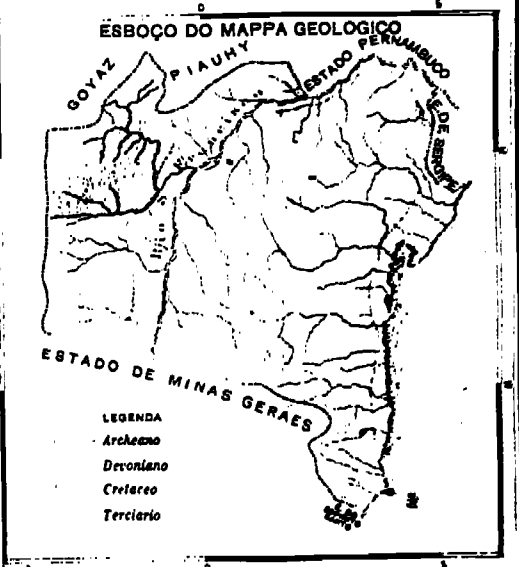 ESBOÇO DO MAPPA GEOLOGICO
GOYAZ
PIAUHY
ESTADO PERNAMBUCO
E. DE SERGIPE
ESTADO DE MINAS GERAES
LEGENDA
Archeano
Devoniano
Cretaceo
Terciario